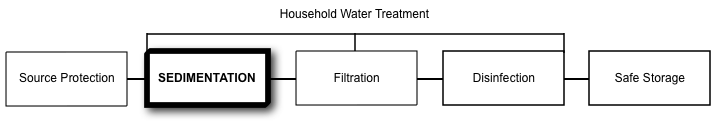 Household Water Treatment
Source Protection
SEDIMENTATION
Filtration
Disinfection
Safe Storage